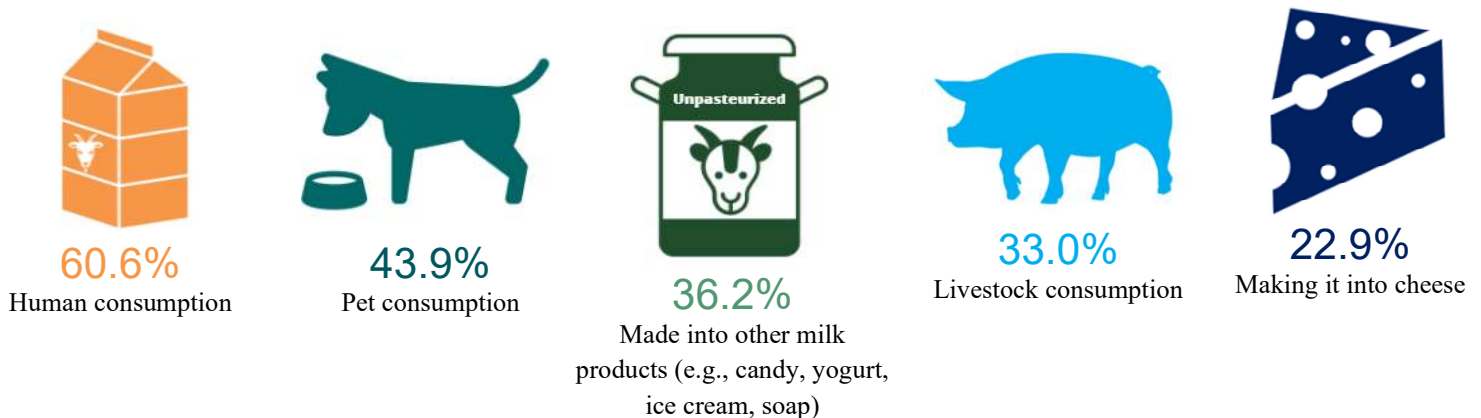 Unpasteurized
60.6%
Human consumption
43.9%
Pet consumption
36.2%
Made into other milk
products (e.g., candy, yogurt,
ice cream, soap)
33.0%
Livestock consumption
22.9%
Making it into cheese